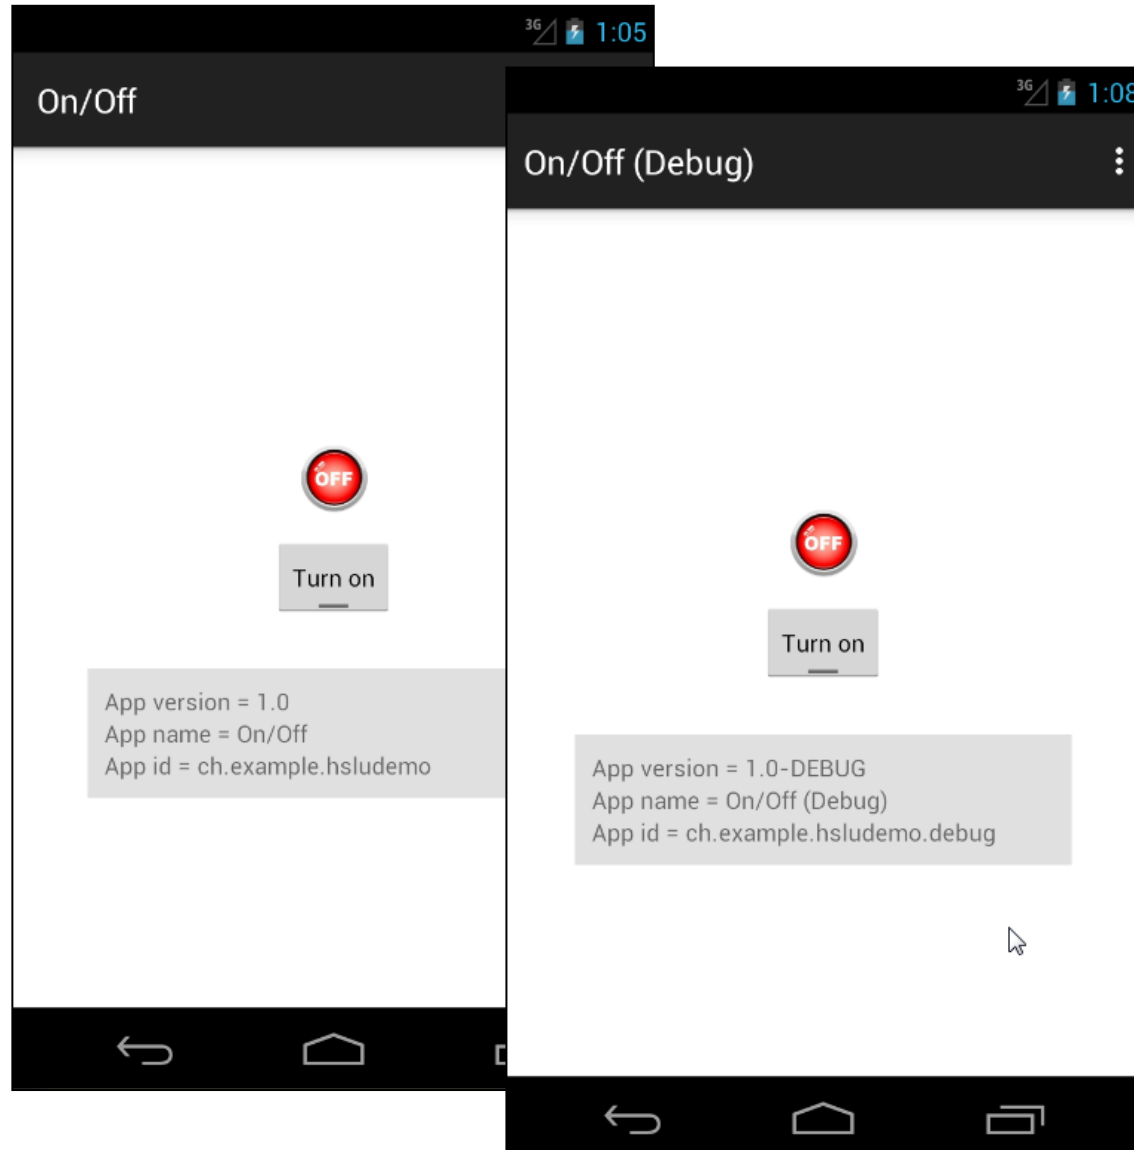 3G 1:05
On/Off
OFF
Turn on
App version = 1.0
App name = On/Off
App id = ch.example.hsludemo
3G 1:08
On/Off (Debug)
OFF
Turn on
App version = 1.0-DEBUG
App name = On/Off (Debug)
App id = ch.example.hsludemo.debug